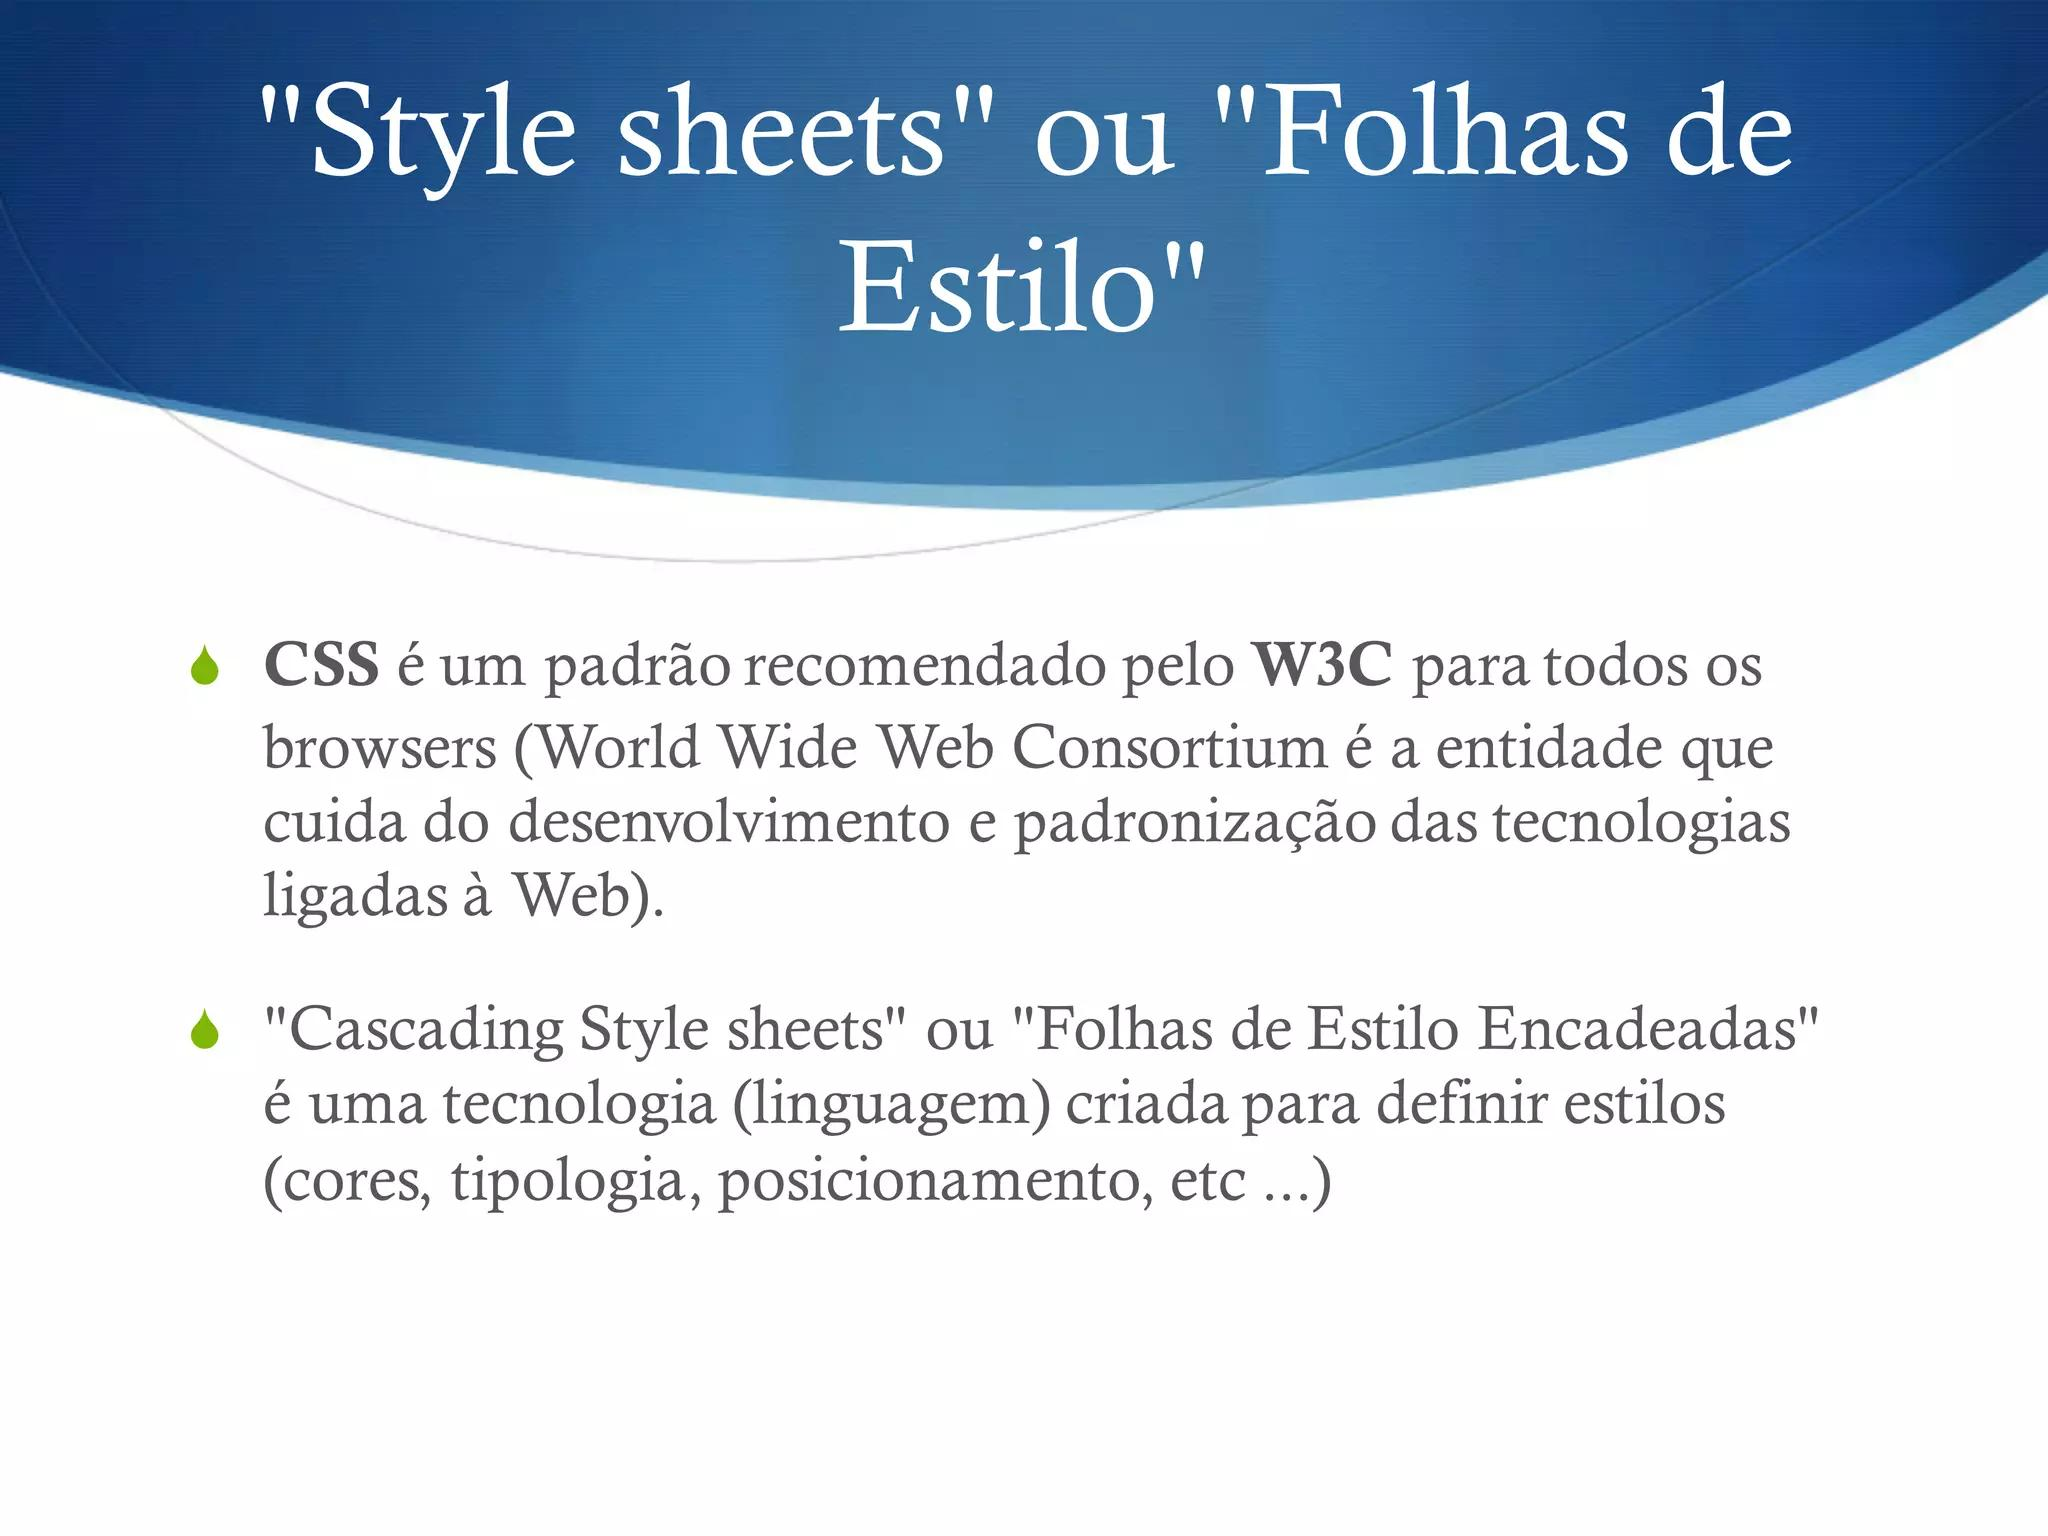 "Style sheets" ou "Folhas de
Estilo"
CSS é um padrão recomendado pelo W3C para todos os
browsers (World Wide Web Consortium é a entidade que
cuida do desenvolvimento e padronização das tecnologias
ligadas à Web).
"Cascading Style sheets" ou "Folhas de Estilo Encadeadas"
é uma tecnologia (linguagem) criada para definir estilos
(cores, tipologia, posicionamento, etc ...)